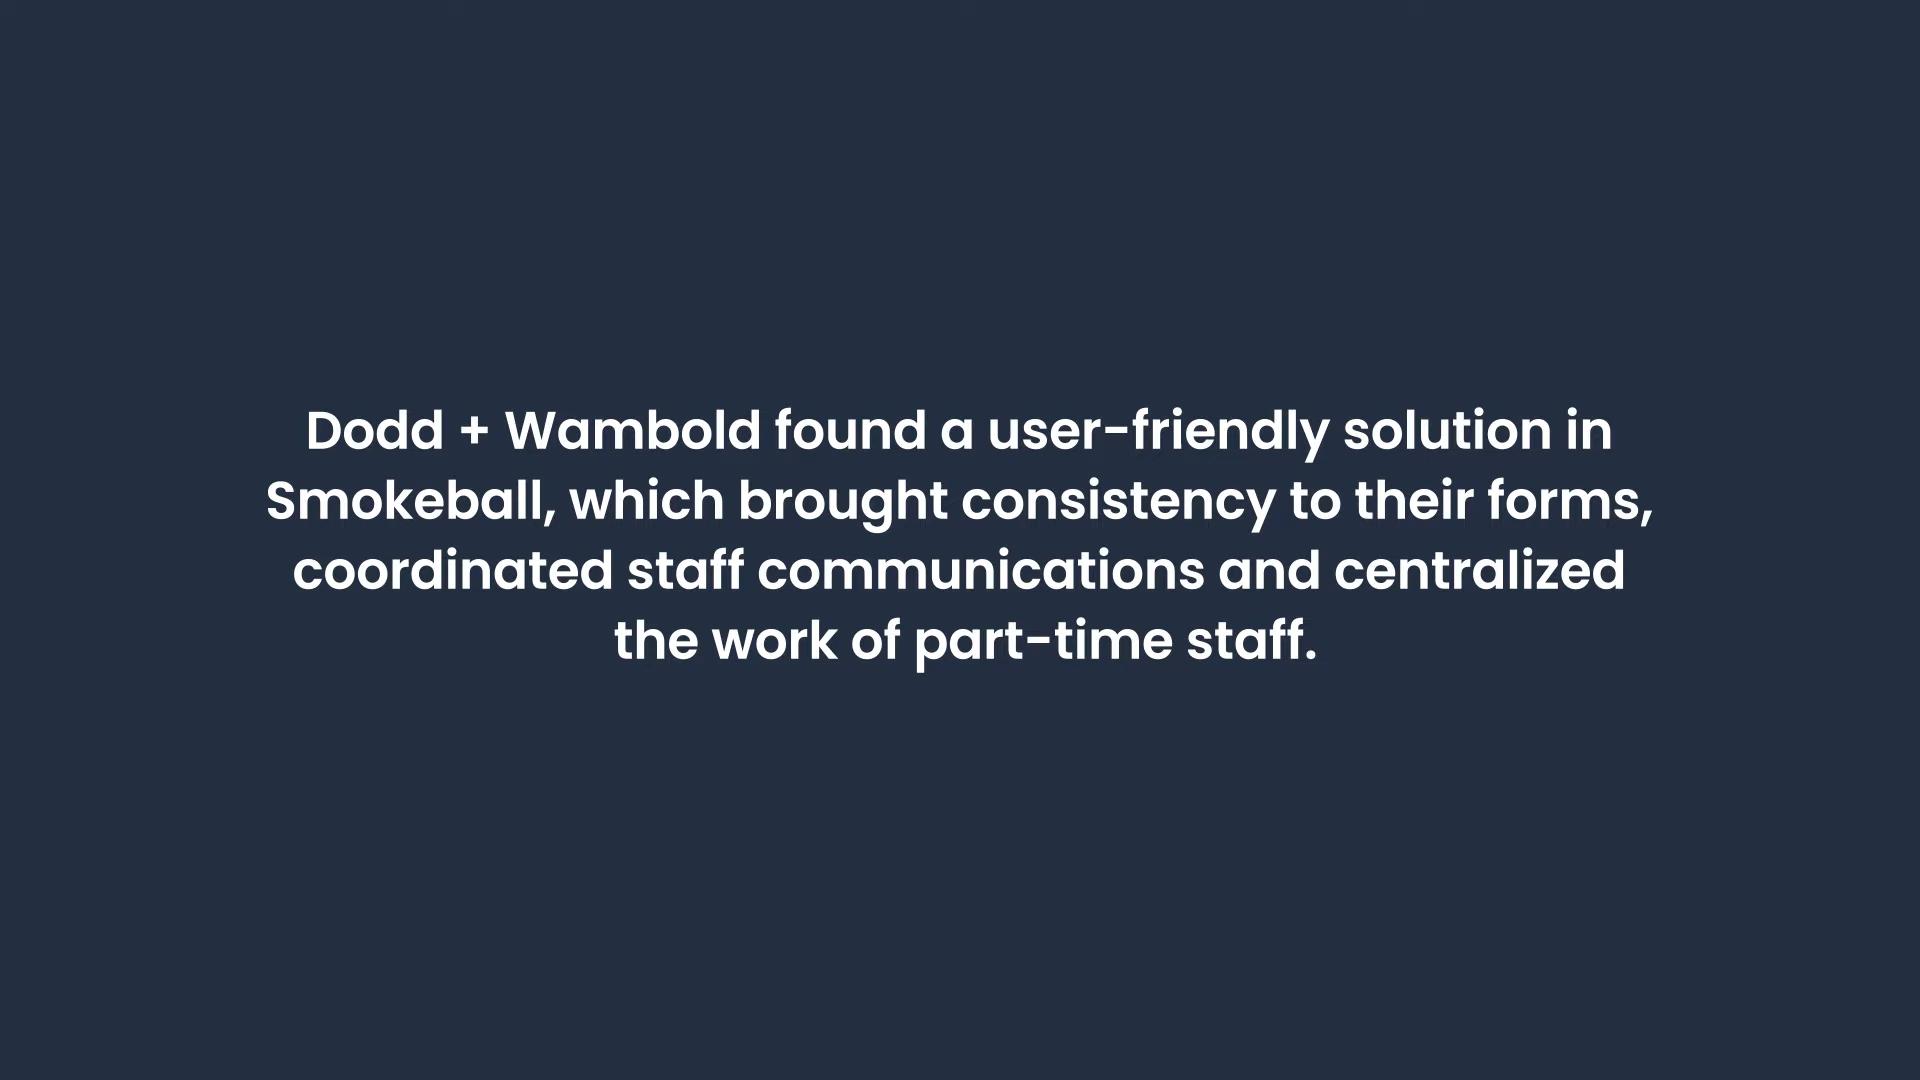 Dodd + Wambold found a user-friendly solution in
Smokeball, which brought consistency to their forms,
coordinated staff communications and centralized
the work of part-time staff.